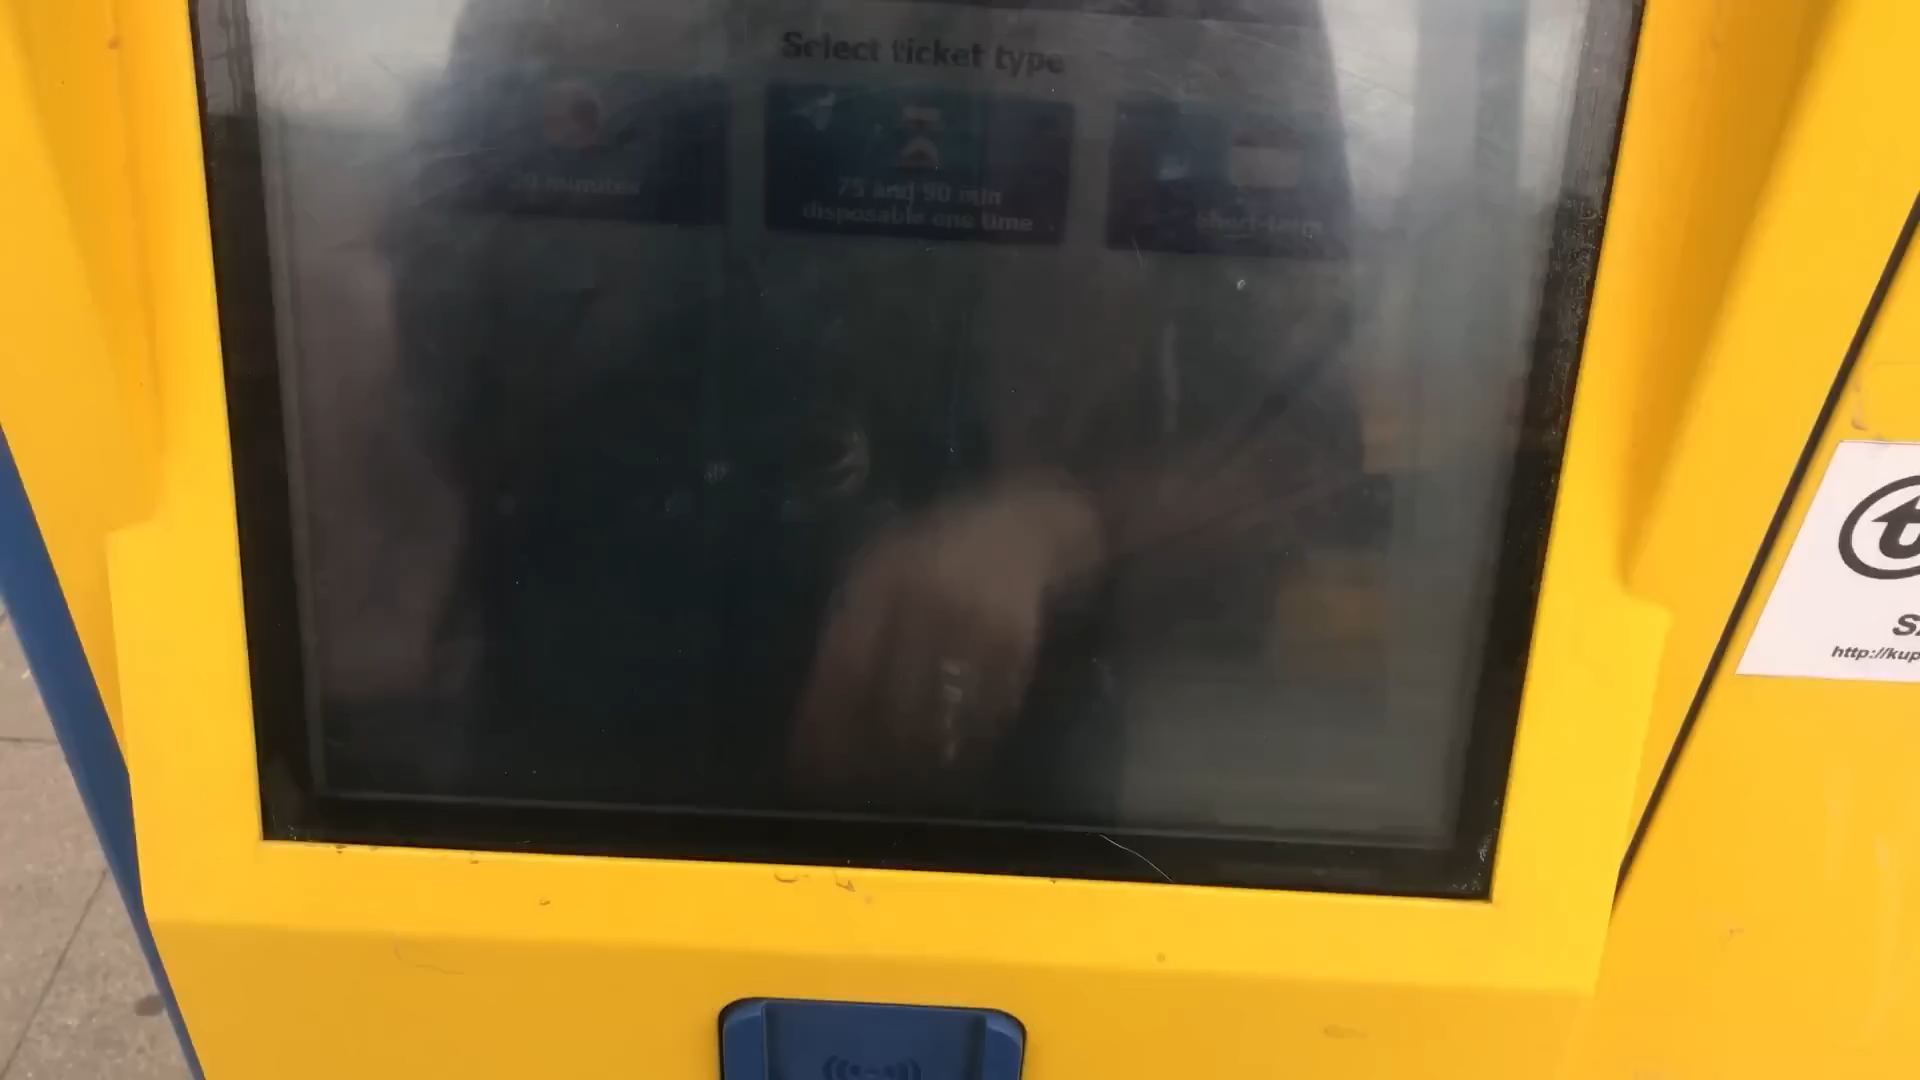 Select ticket type
20 minutes
75 and 90 min
disposable one time
Short-term
http://kup